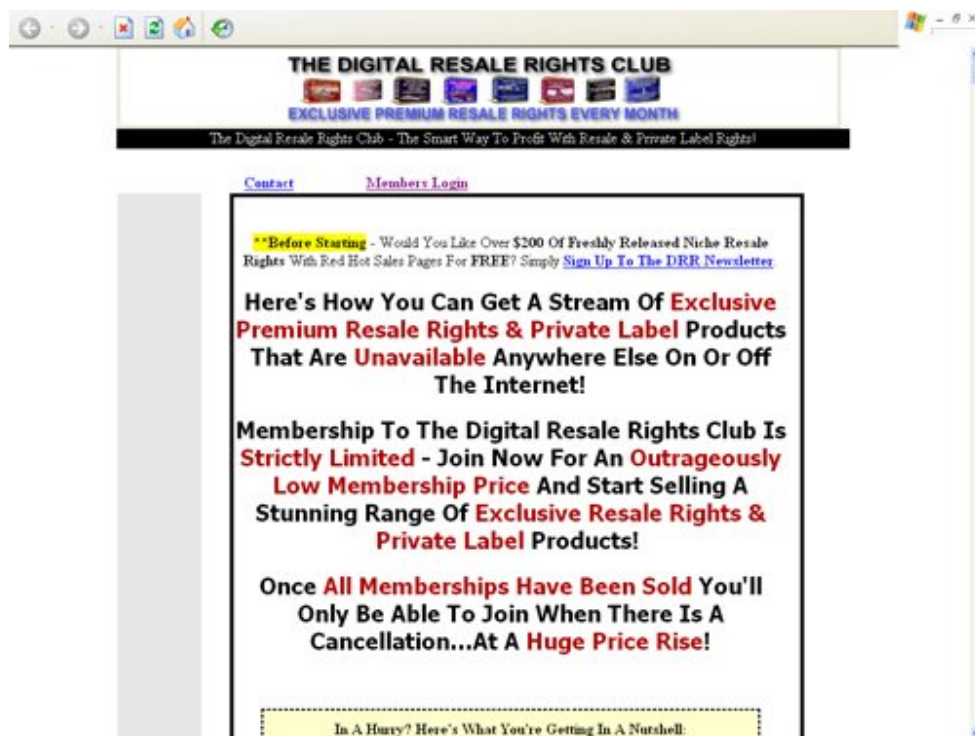 THE DIGITAL RESALE RIGHTS CLUB
EXCLUSIVE PREMIUM RESALE RIGHTS EVERY MONTH
The Digital Resale Rights Club - The Smart Way To Profit With Resale & Private Label Rights!
Contact Members Login
**Before Starting - Would You Like Over $200 Of Freshly Released Niche Resale
Rights With Red Hot Sales Pages For FREE? Simply Sign Up To The DRR Newsletter.
Here's How You Can Get A Stream Of Exclusive
Premium Resale Rights & Private Label Products
That Are Unavailable Anywhere Else On Or Off
The Internet!
Membership To The Digital Resale Rights Club Is
Strictly Limited - Join Now For An Outrageously
Low Membership Price And Start Selling A
Stunning Range Of Exclusive Resale Rights &
Private Label Products!
Once All Memberships Have Been Sold You'll
Only Be Able To Join When There Is A
Cancellation...At A Huge Price Rise!
In A Hurry? Here's What You're Getting In A Nutshell: